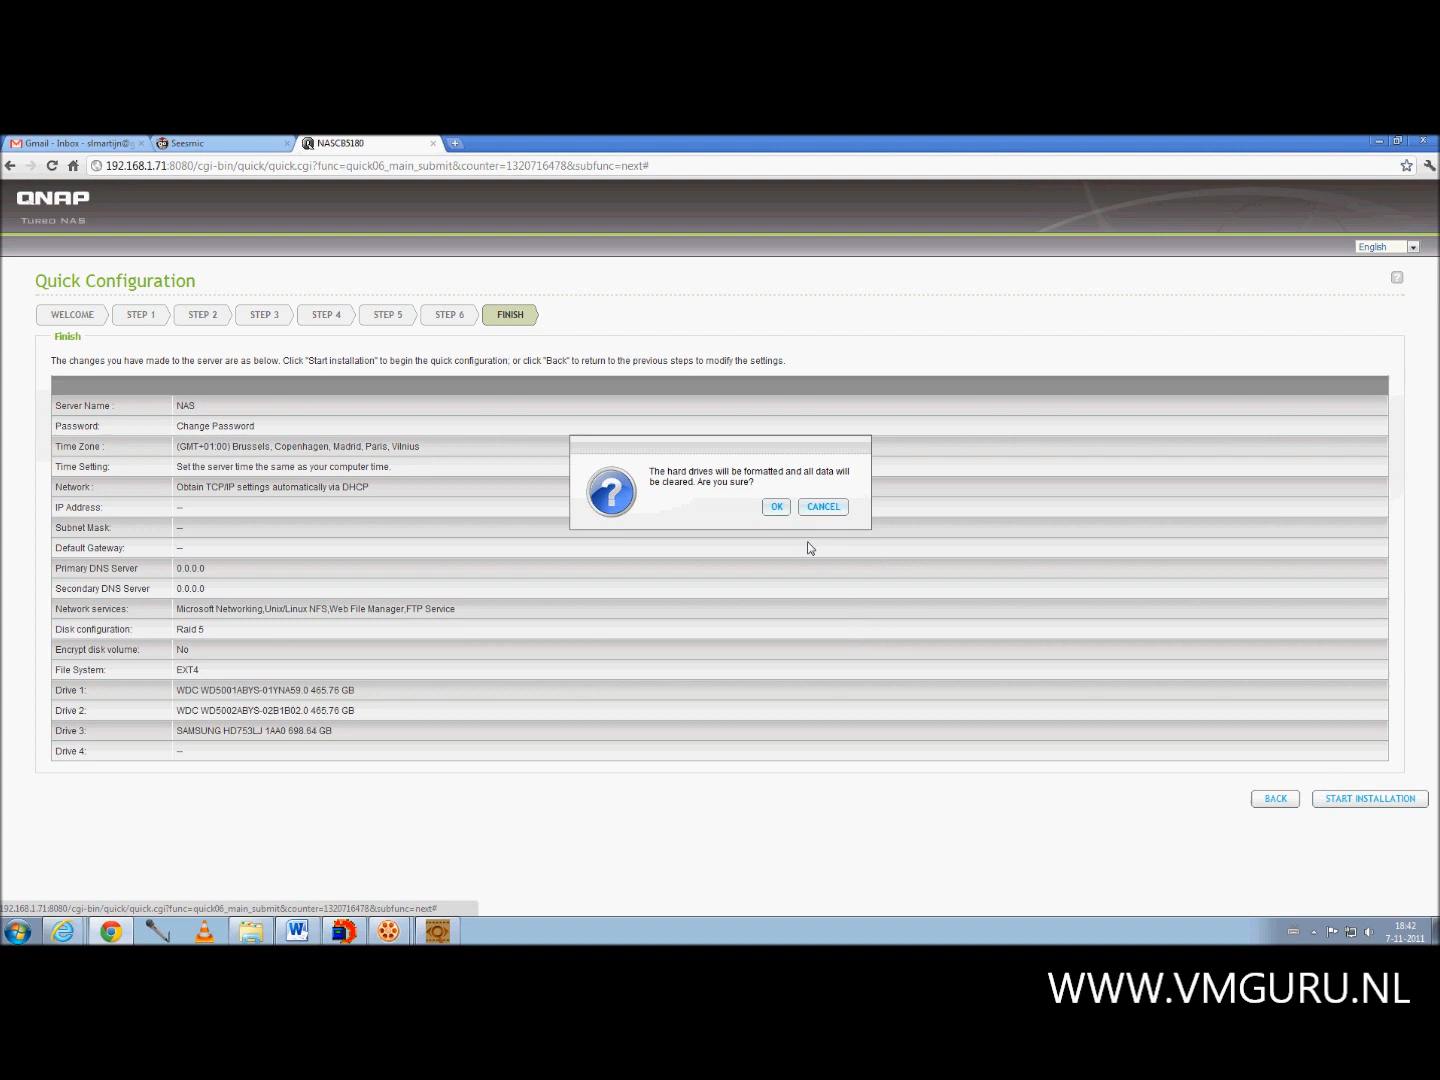 Gmail - Inbox - slmartijn@g
Seesmic
NASCB5180
192.168.1.71:8080/cgi-bin/quick/quick.cgi?func=quick06_main_submit&counter=1320716478&subfunc=next#
QNAP
TURBO NAS
English
Quick Configuration
?
WELCOME STEP 1 STEP 2 STEP 3 STEP 4 STEP 5 STEP 6 FINISH
Finish
The changes you have made to the server are as below. Click "Start installation" to begin the quick configuration; or click "Back" to return to the previous steps to modify the settings.
Server Name : NAS
Password: Change Password
Time Zone : (GMT+01:00) Brussels, Copenhagen, Madrid, Paris, Vilnius
Time Setting: Set the server time the same as your computer time.
Network : Obtain TCP/IP settings automatically via DHCP
IP Address: --
Subnet Mask: --
Default Gateway: --
Primary DNS Server 0.0.0.0
Secondary DNS Server 0.0.0.0
Network services: Microsoft Networking,Unix/Linux NFS,Web File Manager,FTP Service
Disk configuration: Raid 5
Encrypt disk volume: No
File System: EXT4
Drive 1: WDC WD5001ABYS-01YNA59.0 465.76 GB
Drive 2: WDC WD5002ABYS-02B1B02.0 465.76 GB
Drive 3: SAMSUNG HD753LJ 1AA0 698.64 GB
Drive 4: --
The hard drives will be formatted and all data will
be cleared. Are you sure?
OK CANCEL
BACK START INSTALLATION
192.168.1.71:8080/cgi-bin/quick/quick.cgi?func=quick06_main_submit&counter=1320716478&subfunc=next#
18:42
7-11-2011
WWW.VMGURU.NL